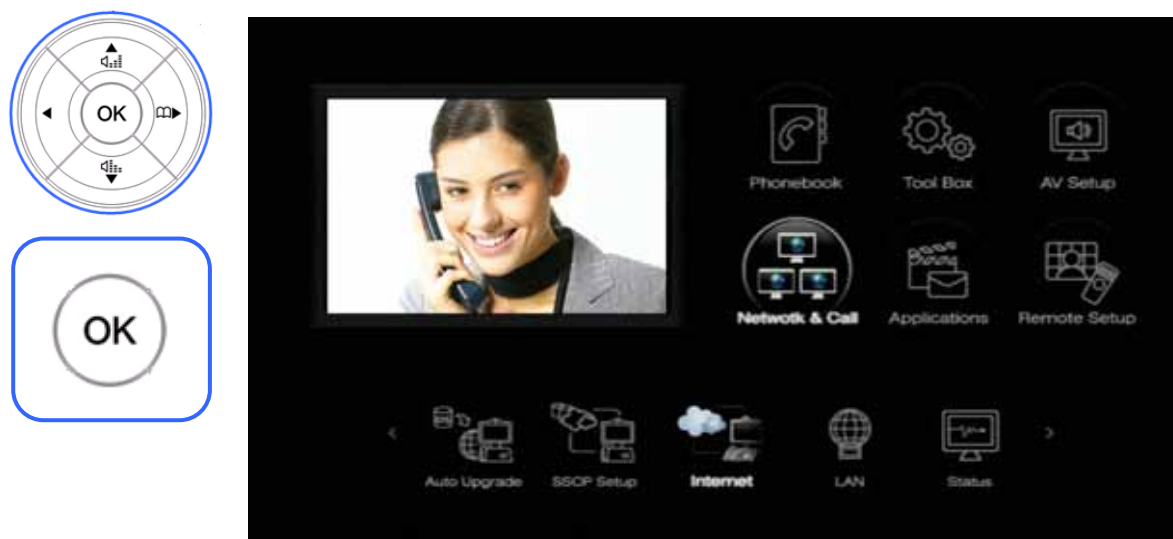 OK
OK
Phonebook
Tool Box
AV Setup
Netwotk & Call
Applications
Remote Setup
Auto Upgrade
SSCP Setup
Internet
LAN
Status